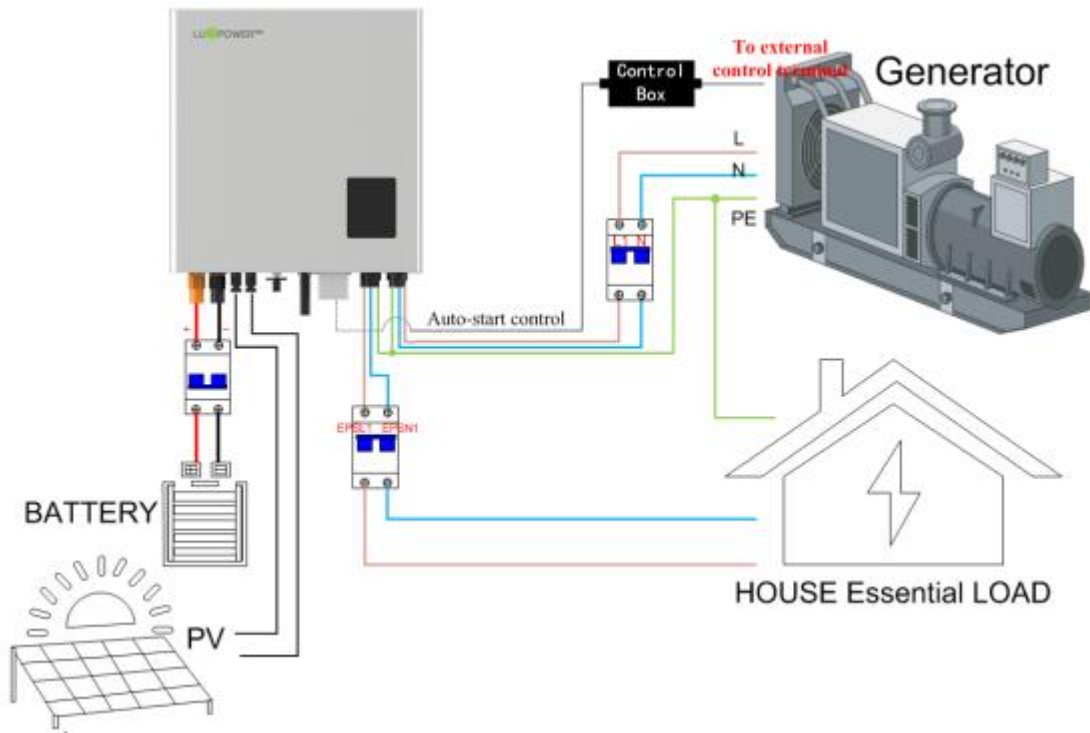 LUXPOWERTEK
To external
control terminal
Control
Box
Generator
L
N
PE
L1 N
Auto-start control
+ -
EPSL1 EPSN1
BATTERY
HOUSE Essential LOAD
PV